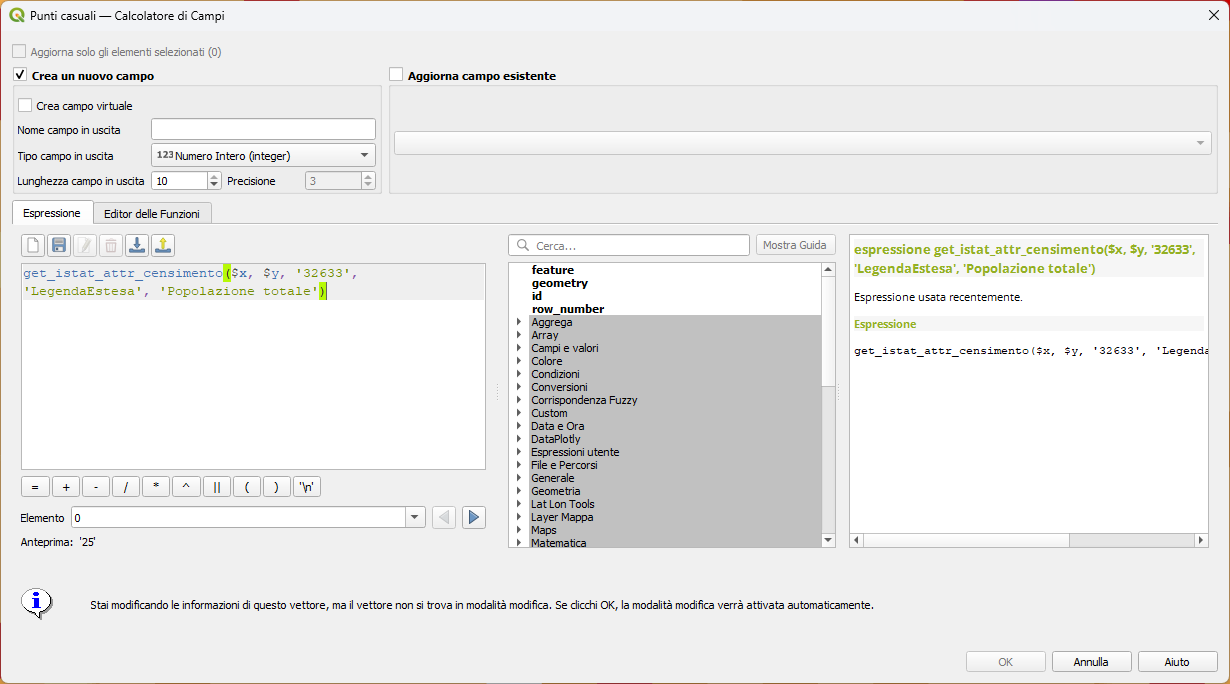 Punti casuali — Calcolatore di Campi
Aggiorna solo gli elementi selezionati (0)
Crea un nuovo campo
Aggiorna campo esistente
Crea campo virtuale
Nome campo in uscita
Tipo campo in uscita
123 Numero Intero (integer)
Lunghezza campo in uscita
10
Precisione
3
Espressione
Editor delle Funzioni
get_istat_attr_censimento($x, $y, '32633',
'LegendaEstesa', 'Popolazione totale')
= + - / * ^ || ( ) '\n'
Elemento
0
Anteprima: '25'
Cerca...
Mostra Guida
feature
geometry
id
row_number
Aggrega
Array
Campi e valori
Colore
Condizioni
Conversioni
Corrispondenza Fuzzy
Custom
Data e Ora
DataPlotly
Espressioni utente
File e Percorsi
Generale
Geometria
Lat Lon Tools
Layer Mappa
Maps
Matematica
espressione get_istat_attr_censimento($x, $y, '32633',
'LegendaEstesa', 'Popolazione totale')
Espressione usata recentemente.
Espressione
get_istat_attr_censimento($x, $y, '32633', 'Legenda
Stai modificando le informazioni di questo vettore, ma il vettore non si trova in modalità modifica. Se clicchi OK, la modalità modifica verrà attivata automaticamente.
OK
Annulla
Aiuto